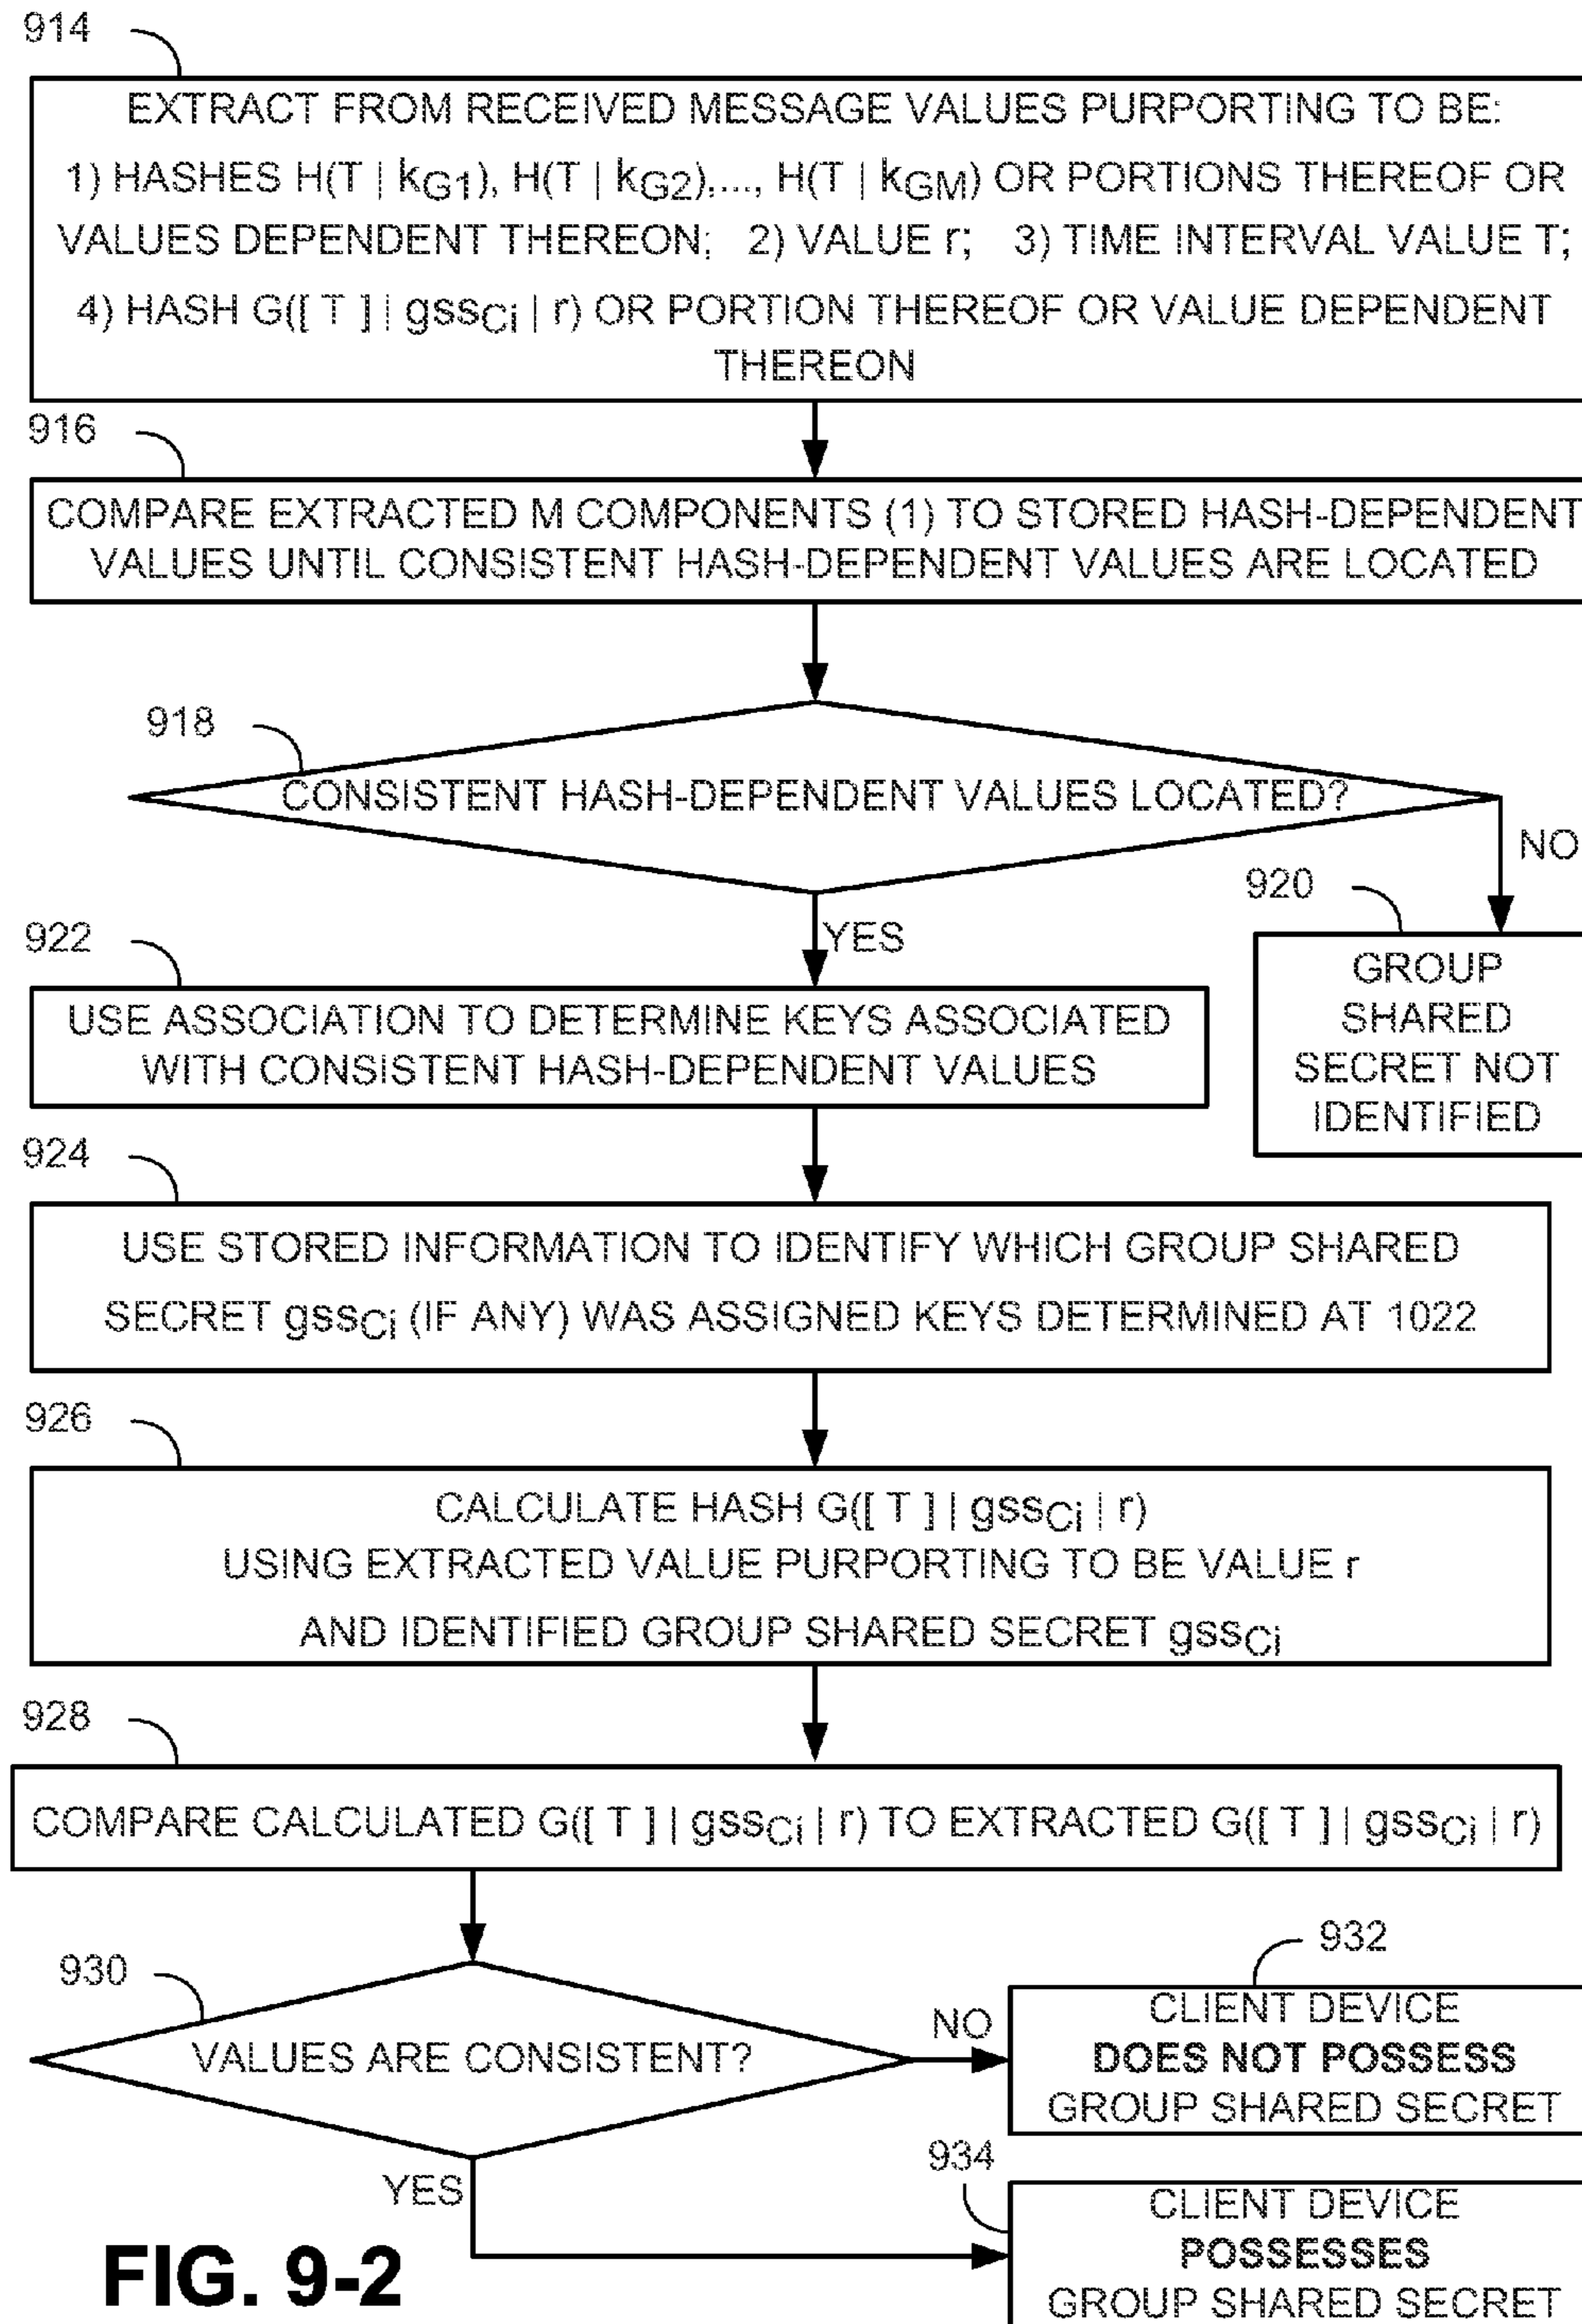 914
EXTRACT FROM RECEIVED MESSAGE VALUES PURPORTING TO BE:
1) HASHES H(T | kG1), H(T | kG2),..., H(T | kGM) OR PORTIONS THEREOF OR
VALUES DEPENDENT THEREON; 2) VALUE r; 3) TIME INTERVAL VALUE T;
4) HASH G([ T ] | gssCi | r) OR PORTION THEREOF OR VALUE DEPENDENT
THEREON
916
COMPARE EXTRACTED M COMPONENTS (1) TO STORED HASH-DEPENDENT
VALUES UNTIL CONSISTENT HASH-DEPENDENT VALUES ARE LOCATED
918
CONSISTENT HASH-DEPENDENT VALUES LOCATED?
NO
920
GROUP
SHARED
SECRET NOT
IDENTIFIED
YES
922
USE ASSOCIATION TO DETERMINE KEYS ASSOCIATED
WITH CONSISTENT HASH-DEPENDENT VALUES
924
USE STORED INFORMATION TO IDENTIFY WHICH GROUP SHARED
SECRET gssCi (IF ANY) WAS ASSIGNED KEYS DETERMINED AT 1022
926
CALCULATE HASH G([ T ] | gssCi | r)
USING EXTRACTED VALUE PURPORTING TO BE VALUE r
AND IDENTIFIED GROUP SHARED SECRET gssCi
928
COMPARE CALCULATED G([ T ] | gssCi | r) TO EXTRACTED G([ T ] | gssCi | r)
930
VALUES ARE CONSISTENT?
NO
932
CLIENT DEVICE
DOES NOT POSSESS
GROUP SHARED SECRET
YES
934
CLIENT DEVICE
POSSESSES
GROUP SHARED SECRET
FIG. 9-2